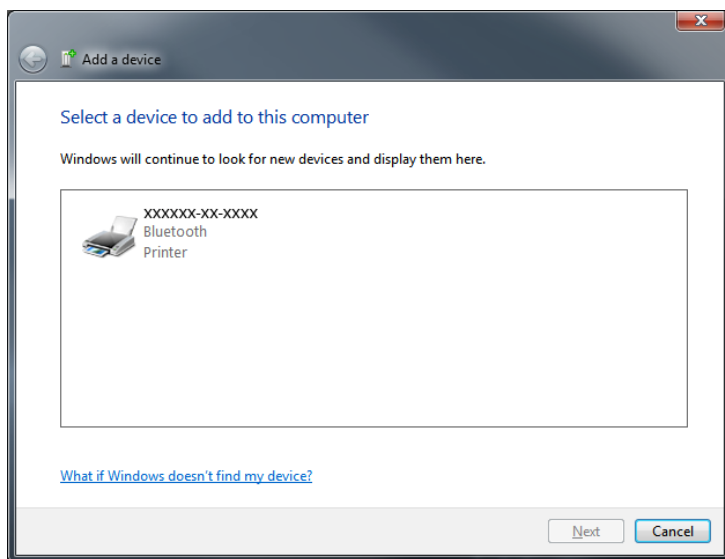 Add a device
Select a device to add to this computer
Windows will continue to look for new devices and display them here.
XXXXXX-XX-XXXX
Bluetooth
Printer
What if Windows doesn't find my device?
Next Cancel